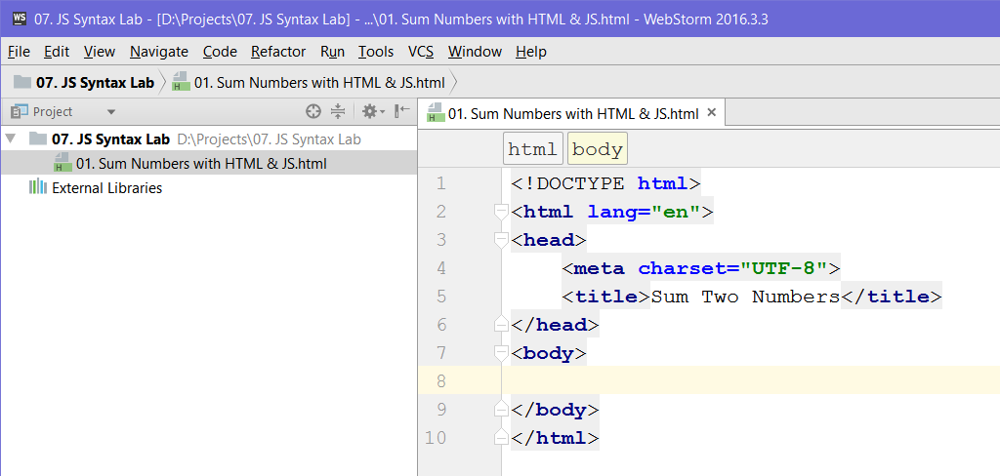 WS 07. JS Syntax Lab - [D:\Projects\07. JS Syntax Lab] - ...\01. Sum Numbers with HTML & JS.html - WebStorm 2016.3.3
File Edit View Navigate Code Refactor Run Tools VCS Window Help
07. JS Syntax Lab H 01. Sum Numbers with HTML & JS.html
Project
H 01. Sum Numbers with HTML & JS.html ×
07. JS Syntax Lab D:\Projects\07. JS Syntax Lab
H 01. Sum Numbers with HTML & JS.html
External Libraries
html body
1 <!DOCTYPE html>
2 <html lang="en">
3 <head>
4     <meta charset="UTF-8">
5     <title>Sum Two Numbers</title>
6 </head>
7 <body>
8
9 </body>
10 </html>